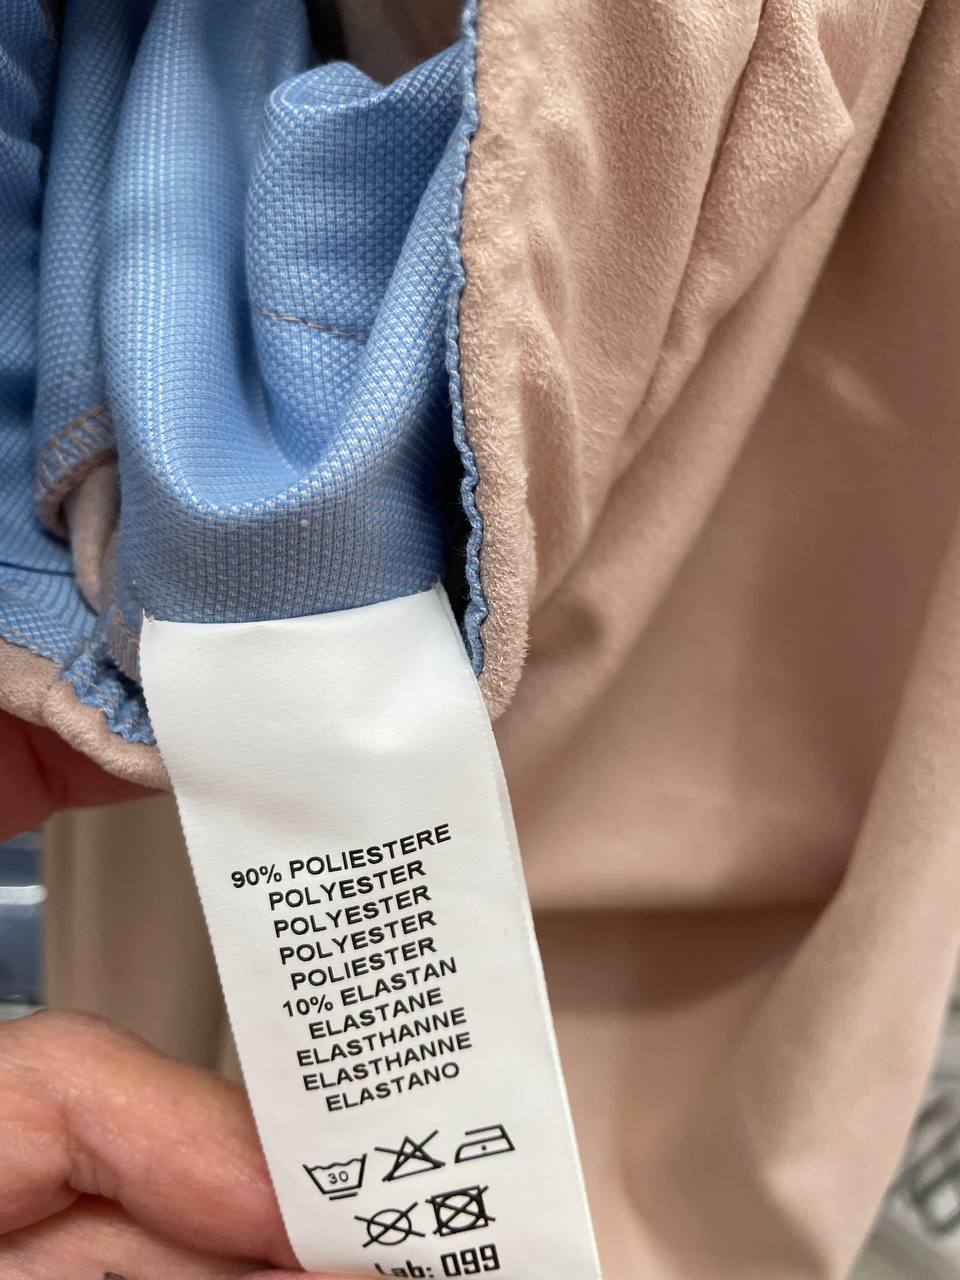 90% POLIESTERE
POLYESTER
POLYESTER
POLYESTER
POLIESTER
10% ELASTAN
ELASTANE
ELASTHANNE
ELASTHANNE
ELASTANO
30
Lab: 099